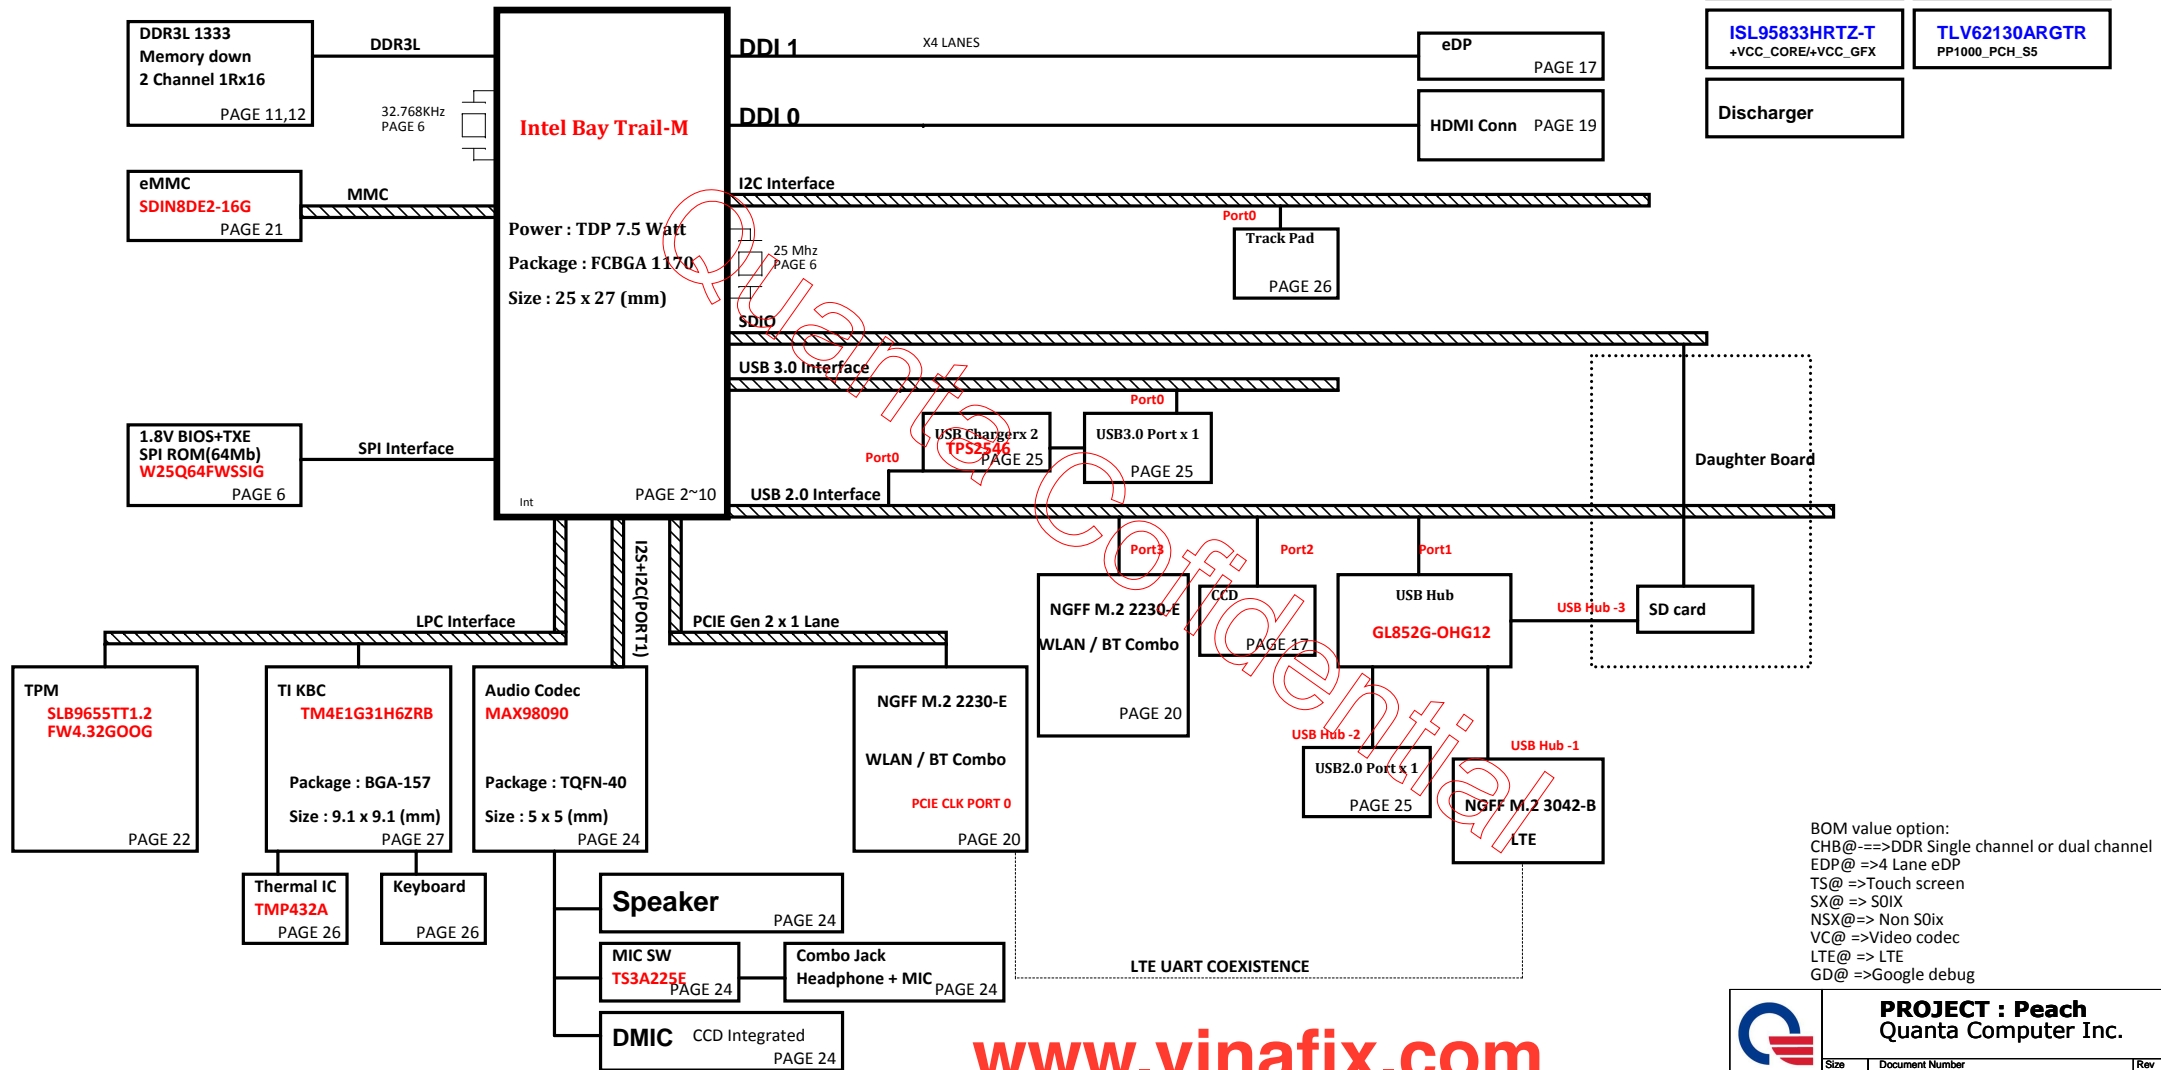 DDR3L 1333
Memory down
2 Channel 1Rx16
PAGE 11,12
DDR3L
32.768KHz
PAGE 6
eMMC
SDIN8DE2-16G
PAGE 21
MMC
1.8V BIOS+TXE
SPI ROM(64Mb)
W25Q64FWSSIG
PAGE 6
SPI Interface
Intel Bay Trail-M
Power : TDP 7.5 Watt
Package : FCBGA 1170
Size : 25 x 27 (mm)
Int
PAGE 2~10
25 Mhz
PAGE 6
DDI 1
X4 LANES
eDP
PAGE 17
DDI 0
HDMI Conn PAGE 19
ISL95833HRTZ-T
+VCC_CORE/+VCC_GFX
TLV62130ARGTR
PP1000_PCH_S5
Discharger
I2C Interface
Port0
Track Pad
PAGE 26
SDIO
USB 3.0 Interface
Port0
USB Chargerx 2
TPS2546
PAGE 25
USB3.0 Port x 1
PAGE 25
Port0
USB 2.0 Interface
Daughter Board
Port3
Port2
Port1
NGFF M.2 2230-E
WLAN / BT Combo
PAGE 20
CCD
PAGE 17
USB Hub
GL852G-OHG12
USB Hub -3
SD card
USB Hub -2
USB2.0 Port x 1
PAGE 25
USB Hub -1
NGFF M.2 3042-B
LTE
LPC Interface
I2S+I2C(PORT1)
PCIE Gen 2 x 1 Lane
TPM
SLB9655TT1.2
FW4.32GOOG
PAGE 22
TI KBC
TM4E1G31H6ZRB
Package : BGA-157
Size : 9.1 x 9.1 (mm)
PAGE 27
Audio Codec
MAX98090
Package : TQFN-40
Size : 5 x 5 (mm)
PAGE 24
NGFF M.2 2230-E
WLAN / BT Combo
PCIE CLK PORT 0
PAGE 20
Thermal IC
TMP432A
PAGE 26
Keyboard
PAGE 26
Speaker
PAGE 24
MIC SW
TS3A225E
PAGE 24
Combo Jack
Headphone + MIC
PAGE 24
DMIC CCD Integrated
PAGE 24
LTE UART COEXISTENCE
BOM value option:
CHB@-==>DDR Single channel or dual channel
EDP@ =>4 Lane eDP
TS@ =>Touch screen
SX@ => S0IX
NSX@=> Non S0ix
VC@ =>Video codec
LTE@ => LTE
GD@ =>Google debug
PROJECT : Peach
Quanta Computer Inc.
Size Document Number Rev
Quanta Cofidential
www.vinafix.com